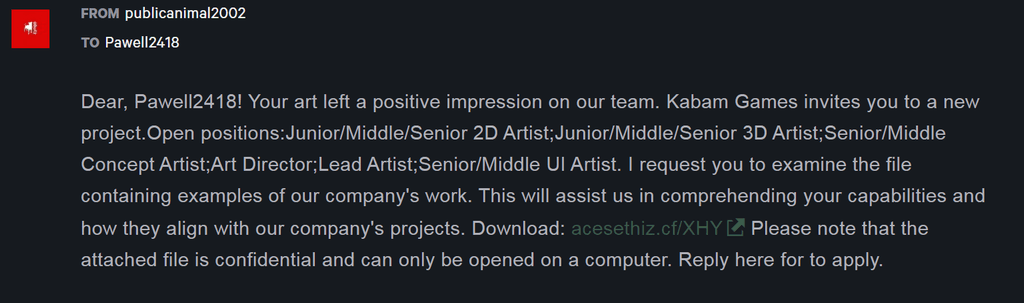 FROM publicanimal2002
TO Pawell2418
Dear, Pawell2418! Your art left a positive impression on our team. Kabam Games invites you to a new
project.Open positions:Junior/Middle/Senior 2D Artist;Junior/Middle/Senior 3D Artist;Senior/Middle
Concept Artist;Art Director;Lead Artist;Senior/Middle UI Artist. I request you to examine the file
containing examples of our company's work. This will assist us in comprehending your capabilities and
how they align with our company's projects. Download: acesethiz.cf/XHY Please note that the
attached file is confidential and can only be opened on a computer. Reply here for to apply.